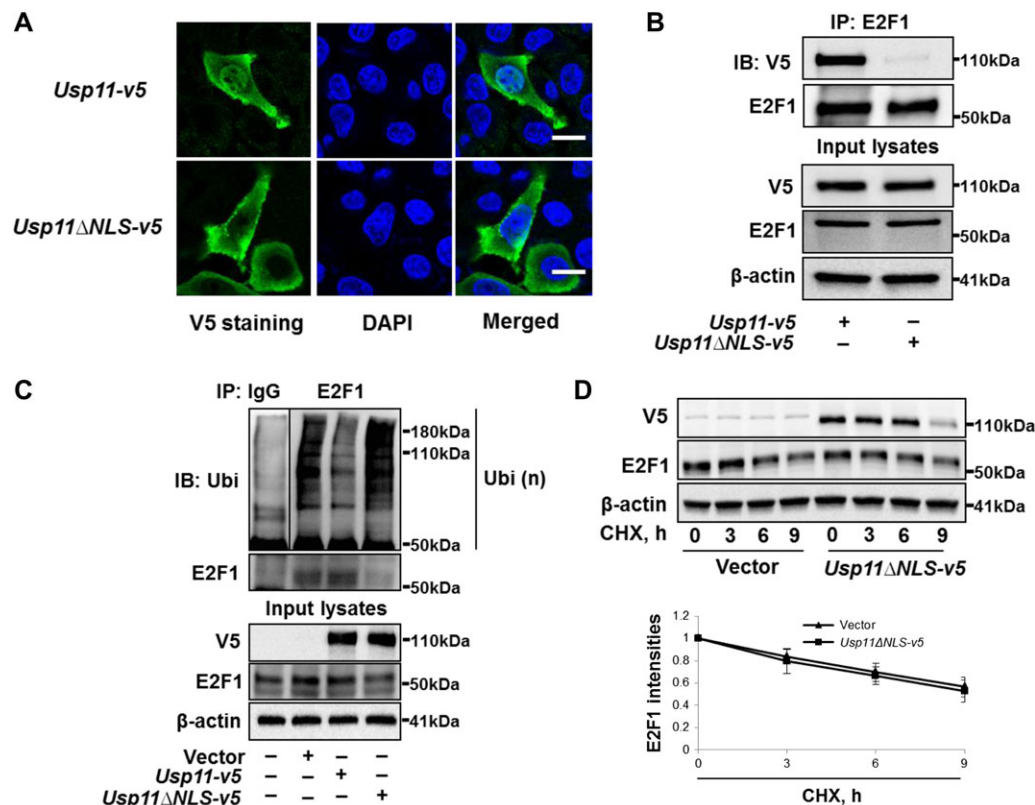 A
Usp11-v5
Usp11ΔNLS-v5
V5 staining DAPI Merged
B
IP: E2F1
IB: V5 110kDa
E2F1 50kDa
Input lysates
V5 110kDa
E2F1 50kDa
β-actin 41kDa
Usp11-v5 + –
Usp11ΔNLS-v5 – +
C
IP: IgG E2F1
180kDa
110kDa
IB: Ubi Ubi (n)
50kDa
E2F1 50kDa
Input lysates
V5 110kDa
E2F1 50kDa
β-actin 41kDa
Vector – + – –
Usp11-v5 – – + –
Usp11ΔNLS-v5 – – – +
D
V5 110kDa
E2F1 50kDa
β-actin 41kDa
CHX, h 0 3 6 9 0 3 6 9
Vector Usp11ΔNLS-v5
E2F1 intensities
1.2
1
0.8
0.6
0.4
0.2
0
Vector
Usp11ΔNLS-v5
0 3 6 9
CHX, h